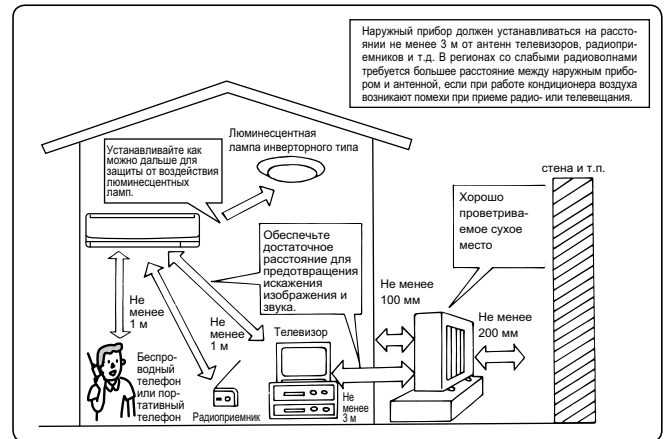 Наружный прибор должен устанавливаться на рассто-
янии не менее 3 м от антенн телевизоров, радиопри-
емников и т.д. В регионах со слабыми радиоволнами
требуется большее расстояние между наружным прибо-
ром и антенной, если при работе кондиционера воздуха
возникают помехи при приеме радио- или телевещания.
Люминесцентная
лампа инверторного типа
Устанавливайте как
можно дальше для
защиты от воздействия
люминесцентных
ламп.
стена и т.п.
Хорошо
проветрива-
емое сухое
место
Обеспечьте
достаточное
расстояние для
предотвращения
искажения
изображения и
звука.
Не менее
100 мм
Не менее
200 мм
Не
менее
1 м
Не
менее
1 м
Телевизор
Беспро-
водный
телефон
или пор-
тативный
телефон
Радиоприемник
Не
менее
3 м